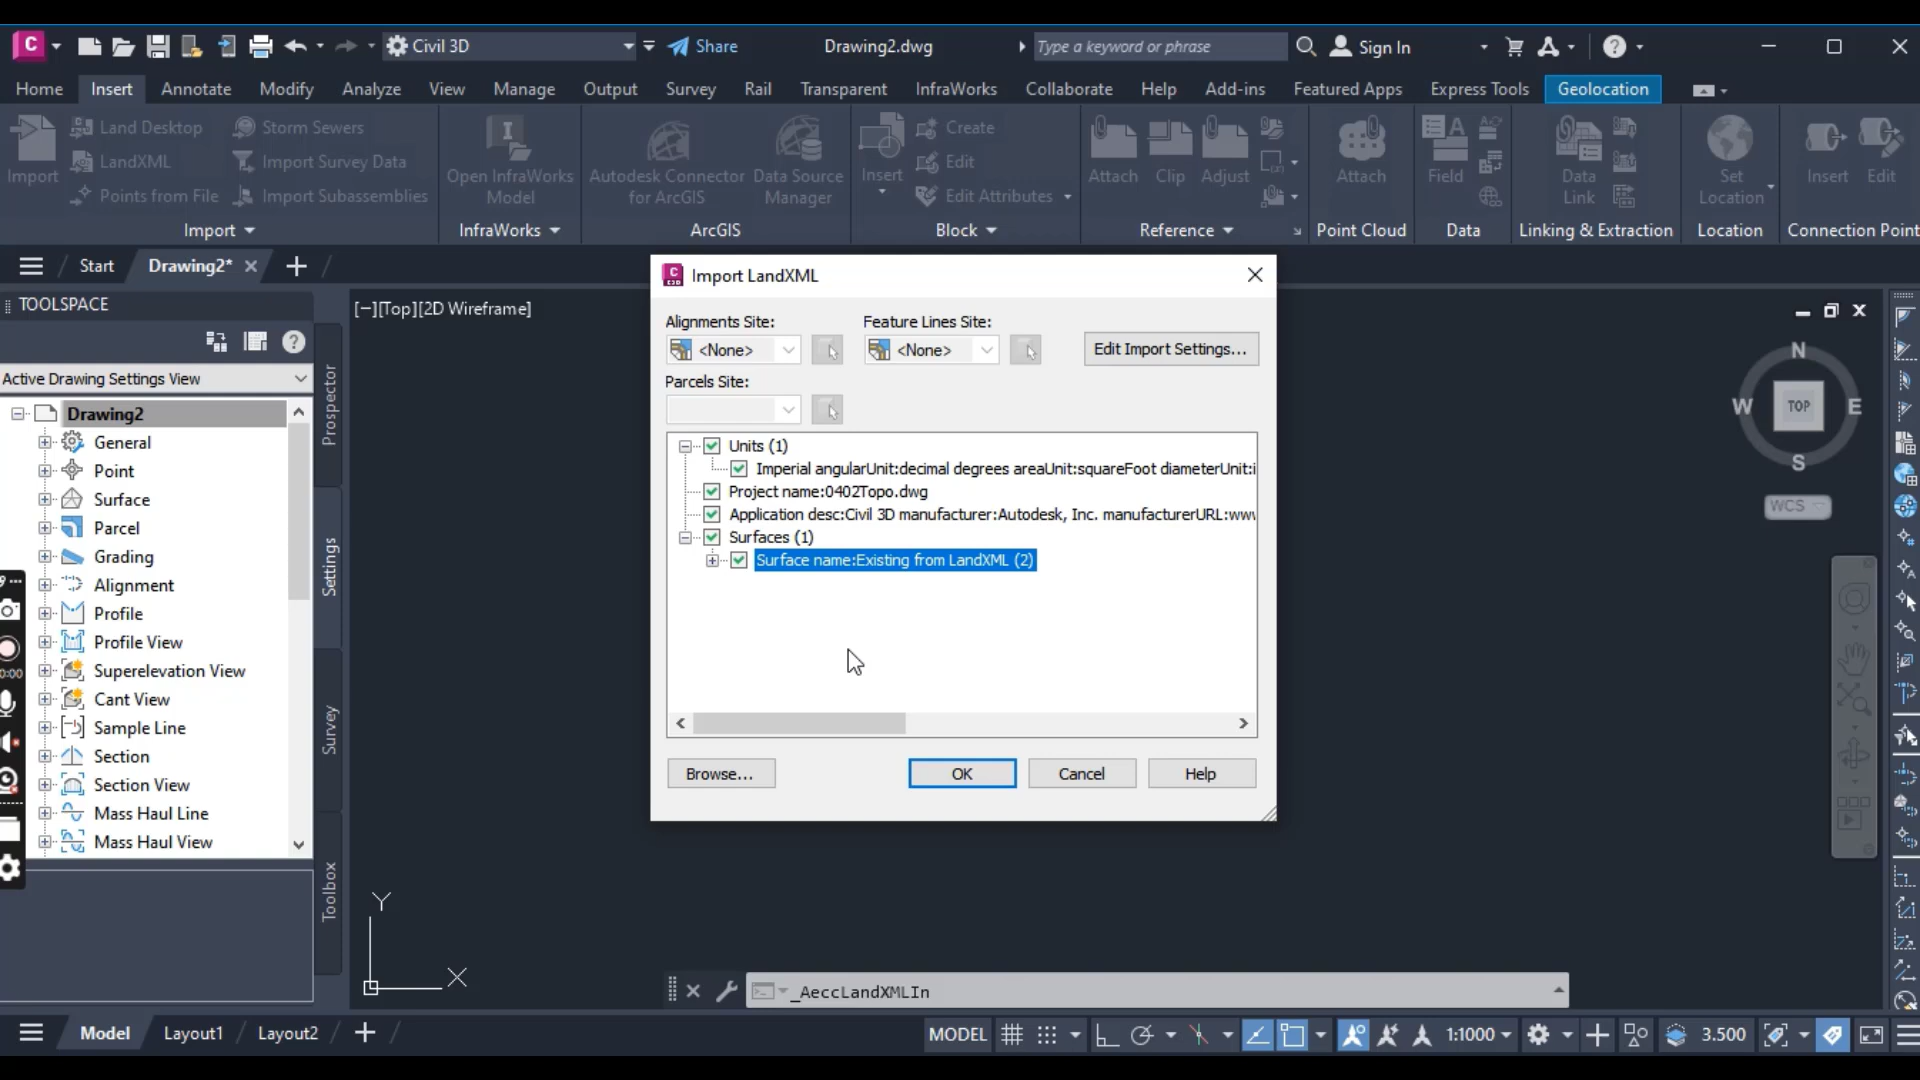 C
Civil 3D
Share
Drawing2.dwg
Type a keyword or phrase
Sign In
Home Insert Annotate Modify Analyze View Manage Output Survey Rail Transparent InfraWorks Collaborate Help Add-ins Featured Apps Express Tools Geolocation
Import
Land Desktop
LandXML
Points from File
Storm Sewers
Import Survey Data
Import Subassemblies
Import
Open InfraWorks
Model
InfraWorks
Autodesk Connector
for ArcGIS
Data Source
Manager
ArcGIS
Insert
Create
Edit
Edit Attributes
Block
Attach
Clip
Adjust
Reference
Attach
Point Cloud
Field
Data
Data
Link
Linking & Extraction
Set
Location
Location
Insert
Edit
Connection Point
Start
Drawing2*
TOOLSPACE
Active Drawing Settings View
Drawing2
General
Point
Surface
Parcel
Grading
Alignment
Profile
Profile View
Superelevation View
Cant View
Sample Line
Section
Section View
Mass Haul Line
Mass Haul View
Prospector
Settings
Survey
Toolbox
[−][Top][2D Wireframe]
Import LandXML
Alignments Site:
<None>
Feature Lines Site:
<None>
Edit Import Settings...
Parcels Site:
Units (1)
Imperial angularUnit:decimal degrees areaUnit:squareFoot diameterUnit:i
Project name:0402Topo.dwg
Application desc:Civil 3D manufacturer:Autodesk, Inc. manufacturerURL:www
Surfaces (1)
Surface name:Existing from LandXML (2)
Browse...
OK
Cancel
Help
N
W
TOP
E
S
WCS
Y
X
_AeccLandXMLIn
Model
Layout1
Layout2
MODEL
1:1000
3.500